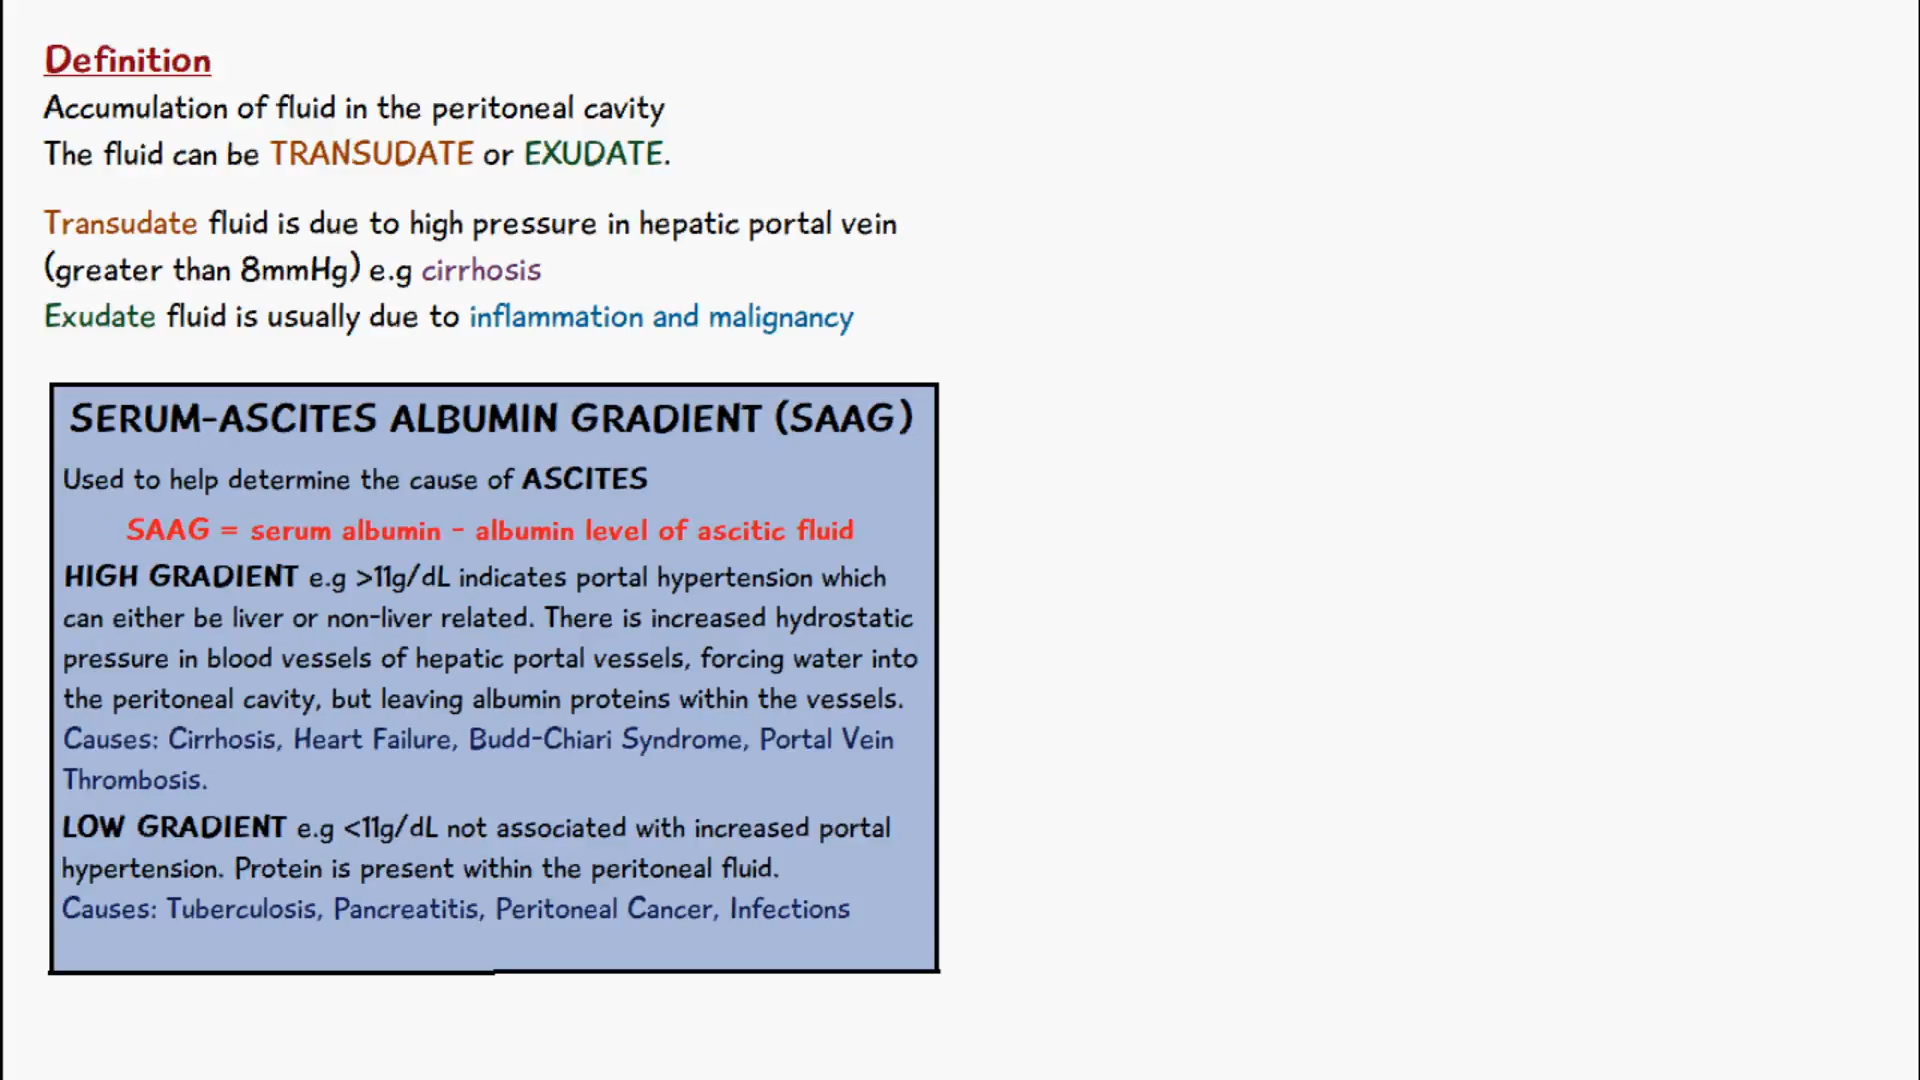 Definition
Accumulation of fluid in the peritoneal cavity
The fluid can be TRANSUDATE or EXUDATE.
Transudate fluid is due to high pressure in hepatic portal vein
(greater than 8mmHg) e.g cirrhosis
Exudate fluid is usually due to inflammation and malignancy
SERUM-ASCITES ALBUMIN GRADIENT (SAAG)
Used to help determine the cause of ASCITES
SAAG = serum albumin - albumin level of ascitic fluid
HIGH GRADIENT e.g >11g/dL indicates portal hypertension which
can either be liver or non-liver related. There is increased hydrostatic
pressure in blood vessels of hepatic portal vessels, forcing water into
the peritoneal cavity, but leaving albumin proteins within the vessels.
Causes: Cirrhosis, Heart Failure, Budd-Chiari Syndrome, Portal Vein
Thrombosis.
LOW GRADIENT e.g <11g/dL not associated with increased portal
hypertension. Protein is present within the peritoneal fluid.
Causes: Tuberculosis, Pancreatitis, Peritoneal Cancer, Infections